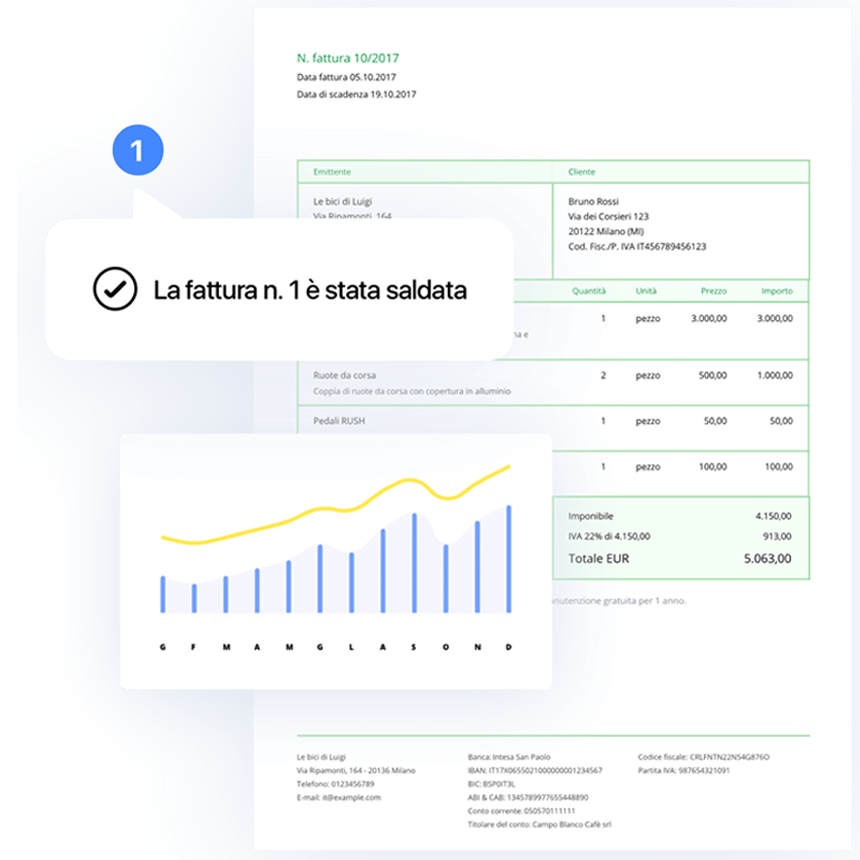 N. fattura 10/2017
Data fattura 05.10.2017
Data di scadenza 19.10.2017
1
Emittente Cliente
Le bici di Luigi
Via Ripamonti, 164
Bruno Rossi
Via dei Corsieri 123
20122 Milano (MI)
Cod. Fisc./P. IVA IT456789456123
La fattura n. 1 è stata saldata
Quantità Unità Prezzo Importo
1 pezzo 3.000,00 3.000,00
e
Ruote da corsa 2 pezzo 500,00 1.000,00
Coppia di ruote da corsa con copertura in alluminio
Pedali RUSH 1 pezzo 50,00 50,00
1 pezzo 100,00 100,00
Imponibile 4.150,00
IVA 22% di 4.150,00 913,00
Totale EUR 5.063,00
gratuita per 1 anno.
G F M A M G L A S O N D
Le bici di Luigi
Via Ripamonti, 164 - 20136 Milano
Telefono: 0123456789
E-mail: it@example.com
Banca: Intesa San Paolo
IBAN: IT17X0655021000000001234567
BIC: BSPOIT3L
ABI & CAB: 1345789977655448890
Conto corrente: 050570111111
Titolare del conto: Campo Blanco Cafè srl
Codice fiscale: CRLFNTN22N54G876O
Partita IVA: 987654321091